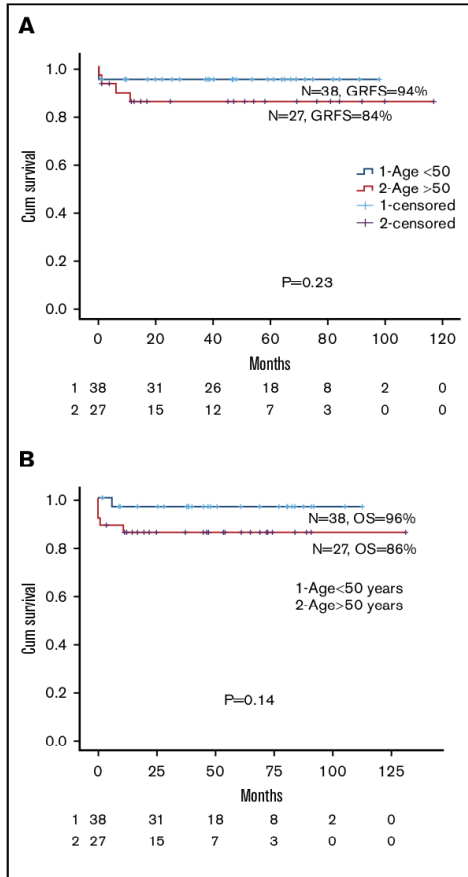 A
1.0
N=38, GRFS=94%
0.8
N=27, GRFS=84%
Cum survival
0.6
1-Age <50
2-Age >50
1-censored
2-censored
0.4
0.2
P=0.23
0.0
0 20 40 60 80 100 120
Months
1 38 31 26 18 8 2 0
2 27 15 12 7 3 0 0
B
1.0
N=38, OS=96%
0.8
N=27, OS=86%
Cum survival
0.6
1-Age<50 years
2-Age>50 years
0.4
0.2
P=0.14
0.0
0 25 50 75 100 125
Months
1 38 31 18 8 2 0
2 27 15 7 3 0 0